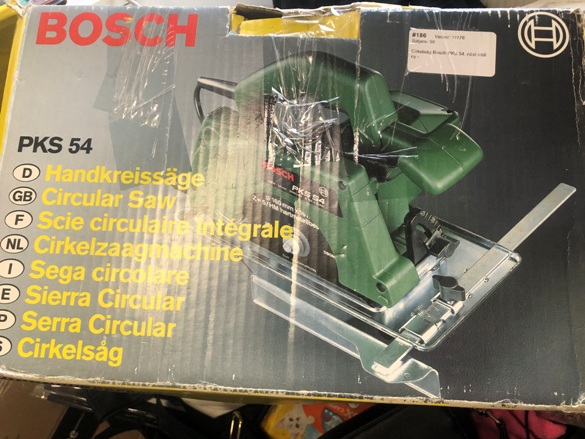 BOSCH
#186
PKS 54
D Handkreissäge
GB Circular Saw
F Scie circulaire intégrale
NL Cirkelzaagmachine
I Sega circolare
E Sierra Circular
P Serra Circular
S Cirkelsåg
BOSCH
PKS 54